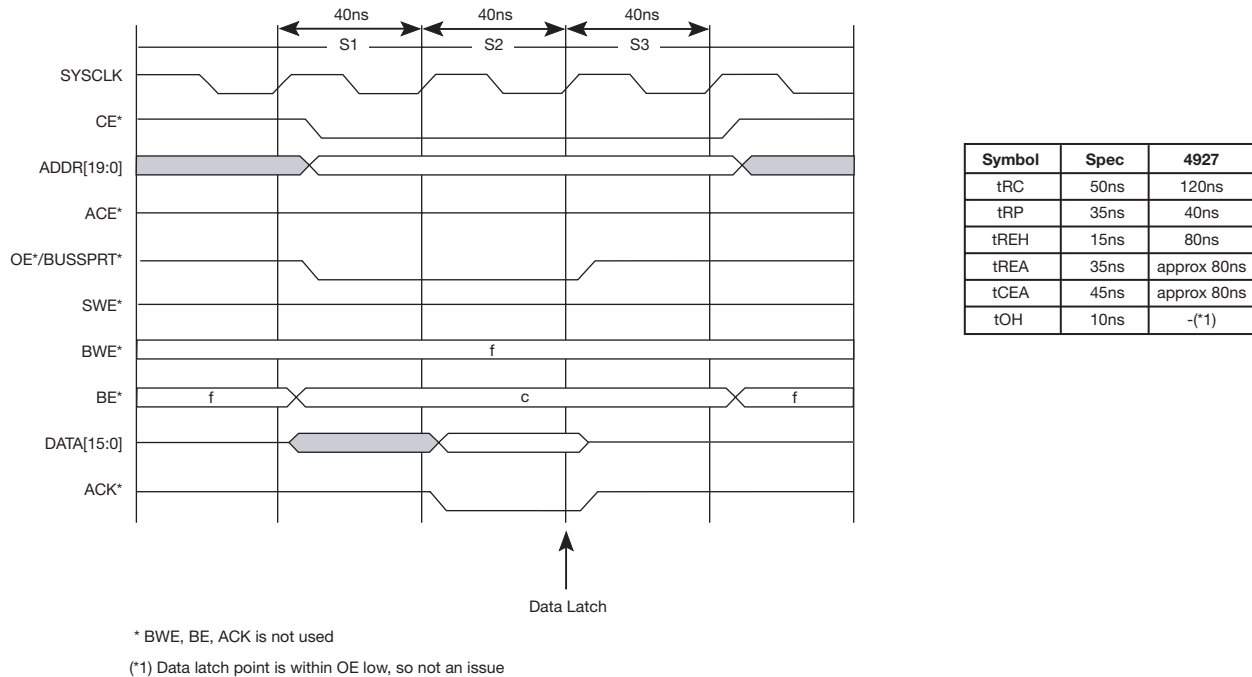 40ns 40ns 40ns
S1 S2 S3
SYSCLK
CE*
ADDR[19:0]
ACE*
OE*/BUSSPRT*
SWE*
BWE* f
BE* f c f
DATA[15:0]
ACK*
Data Latch
* BWE, BE, ACK is not used
(*1) Data latch point is within OE low, so not an issue
Symbol Spec 4927
tRC 50ns 120ns
tRP 35ns 40ns
tREH 15ns 80ns
tREA 35ns approx 80ns
tCEA 45ns approx 80ns
tOH 10ns -(*1)